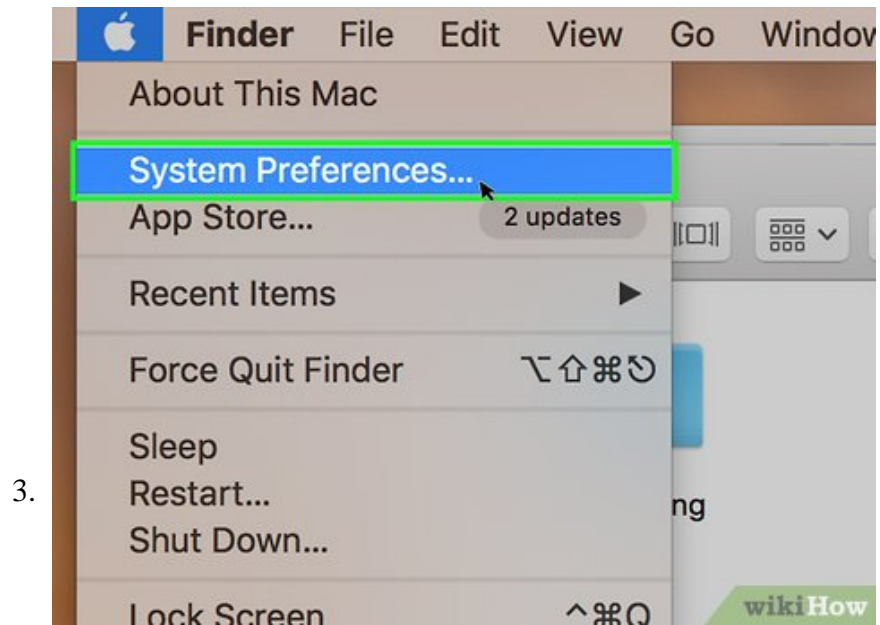 Finder File Edit View Go Window
About This Mac
System Preferences...
App Store... 2 updates
Recent Items ▶
Force Quit Finder ⌥⇧⌘⎋
Sleep
3.
Restart...
ng
Shut Down...
Lock Screen ^⌘Q
wikiHow